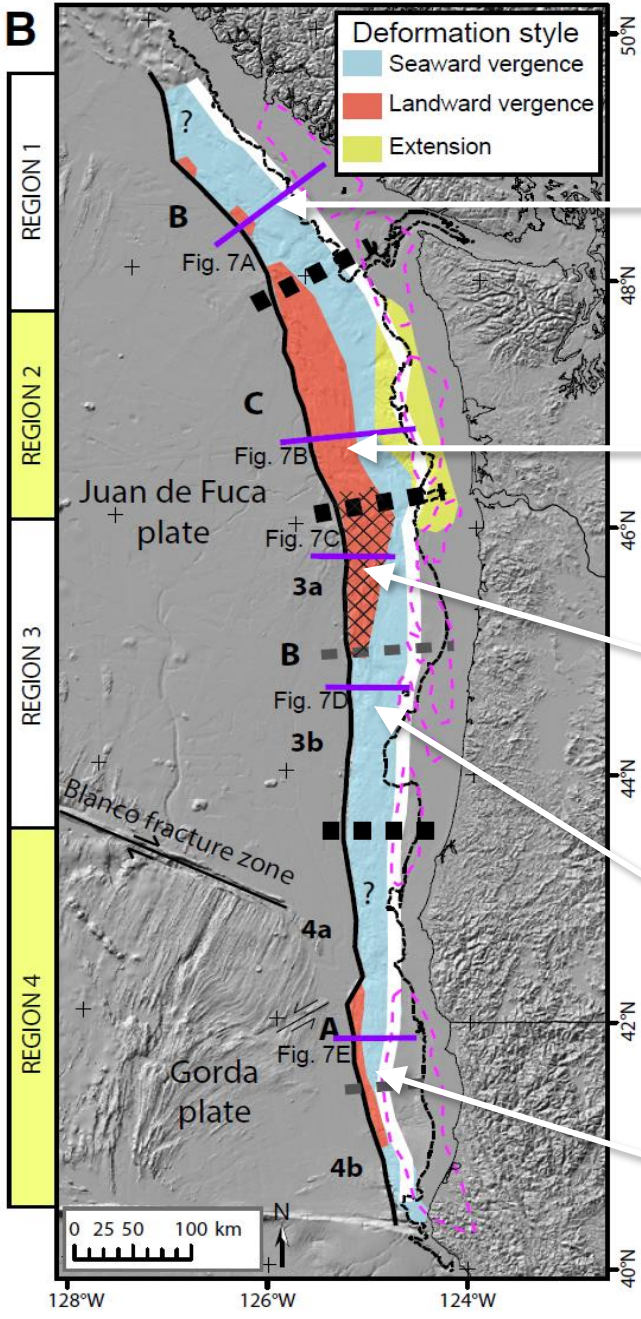 B
Deformation style
Seaward vergence
Landward vergence
Extension
50°N
REGION 1
?
B
Fig. 7A
48°N
REGION 2
C
Fig. 7B
Juan de Fuca
plate
Fig. 7C
46°N
REGION 3
3a
B
Fig. 7D
3b
44°N
Blanco fracture zone
?
4a
REGION 4
42°N
A
Fig. 7E
Gorda
plate
4b
0 25 50 100 km
N
40°N
128°W 126°W 124°W